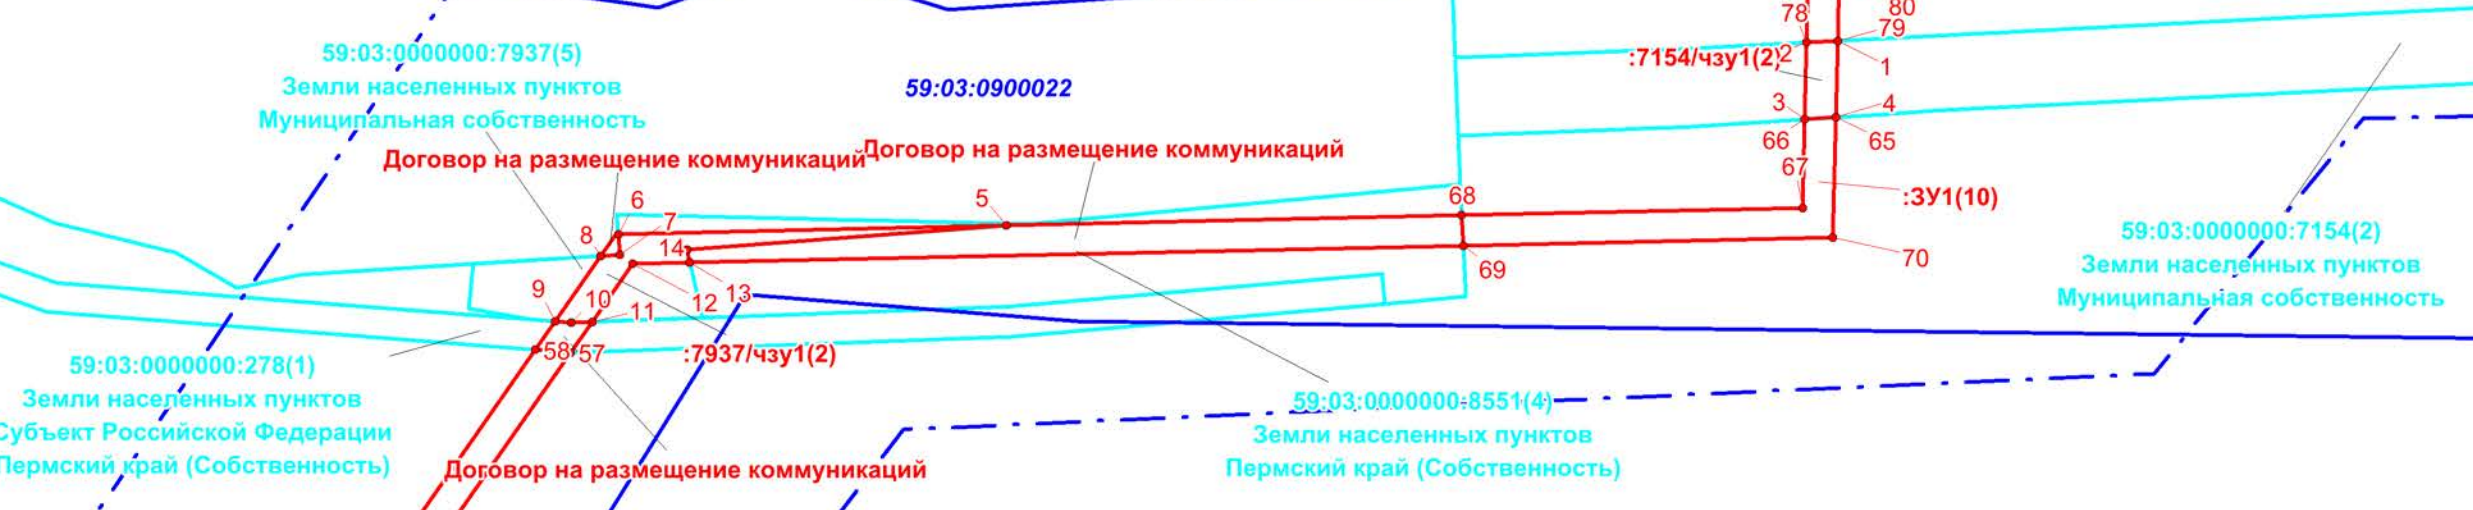 78
80
79
59:03:0000000:7937(5)
Земли населенных пунктов
Муниципальная собственность
59:03:0900022
:7154/чзу1(2)
2
1
3
4
66
65
67
Договор на размещение коммуникаций
Договор на размещение коммуникаций
6
7
5
68
:ЗУ1(10)
8
14
69
70
59:03:0000000:7154(2)
Земли населенных пунктов
Муниципальная собственность
9
10
11
12
13
58
57
:7937/чзу1(2)
59:03:0000000:278(1)
Земли населенных пунктов
Субъект Российской Федерации
Пермский край (Собственность)
59:03:0000000:8551(4)
Земли населенных пунктов
Пермский край (Собственность)
Договор на размещение коммуникаций